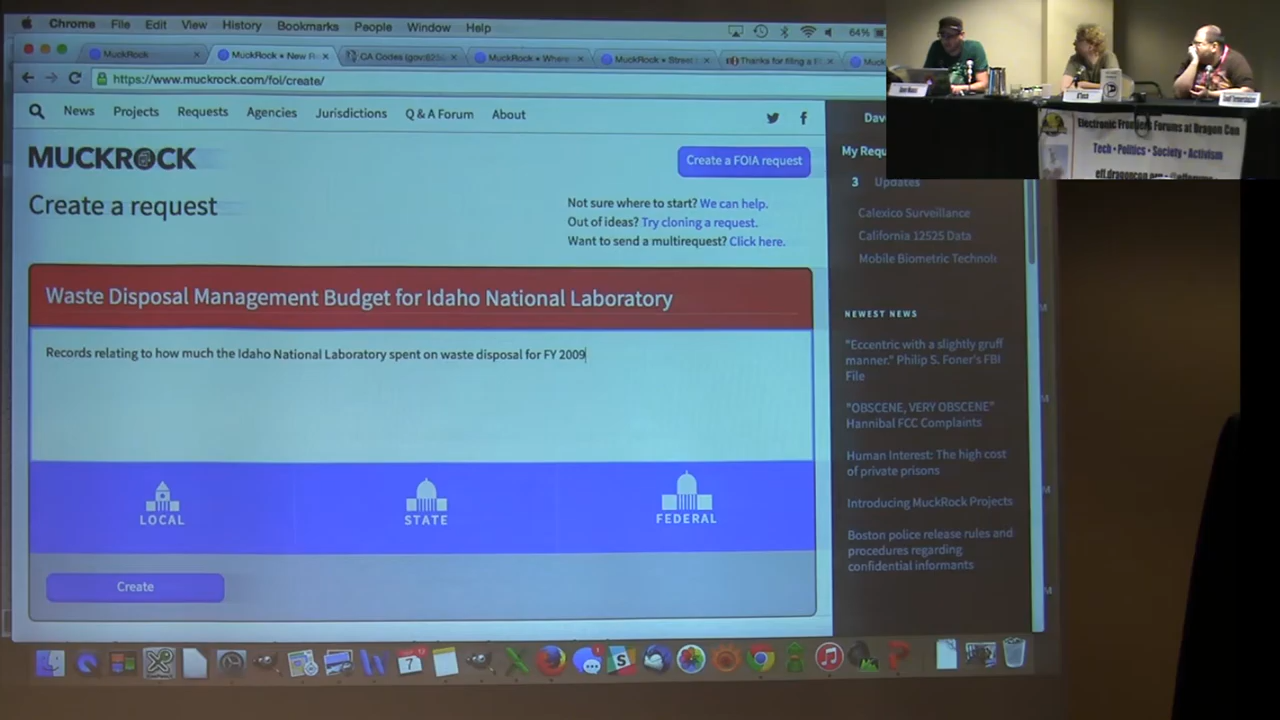 Chrome File Edit View History Bookmarks People Window Help
64%
MuckRock
MuckRock • New R
CA Codes (gov:625
MuckRock • Where
MuckRock • Street
Thanks for filing a F
Muck
https://www.muckrock.com/foi/create/
News Projects Requests Agencies Jurisdictions Q & A Forum About
Dav
MUCKROCK
Create a FOIA request
My Requ
Create a request
3 Updates
Not sure where to start? We can help.
Out of ideas? Try cloning a request.
Want to send a multirequest? Click here.
Calexico Surveillance
California 12525 Data
Mobile Biometric Technolo
Waste Disposal Management Budget for Idaho National Laboratory
Records relating to how much the Idaho National Laboratory spent on waste disposal for FY 2009
LOCAL
STATE
FEDERAL
Create
NEWEST NEWS
"Eccentric with a slightly gruff
manner." Philip S. Foner's FBI
File
"OBSCENE, VERY OBSCENE"
Hannibal FCC Complaints
Human Interest: The high cost
of private prisons
Introducing MuckRock Projects
Boston police release rules and
procedures regarding
confidential informants
7
Electronic Frontiers Forums at Dragon Con
Tech • Politics • Society • Activism